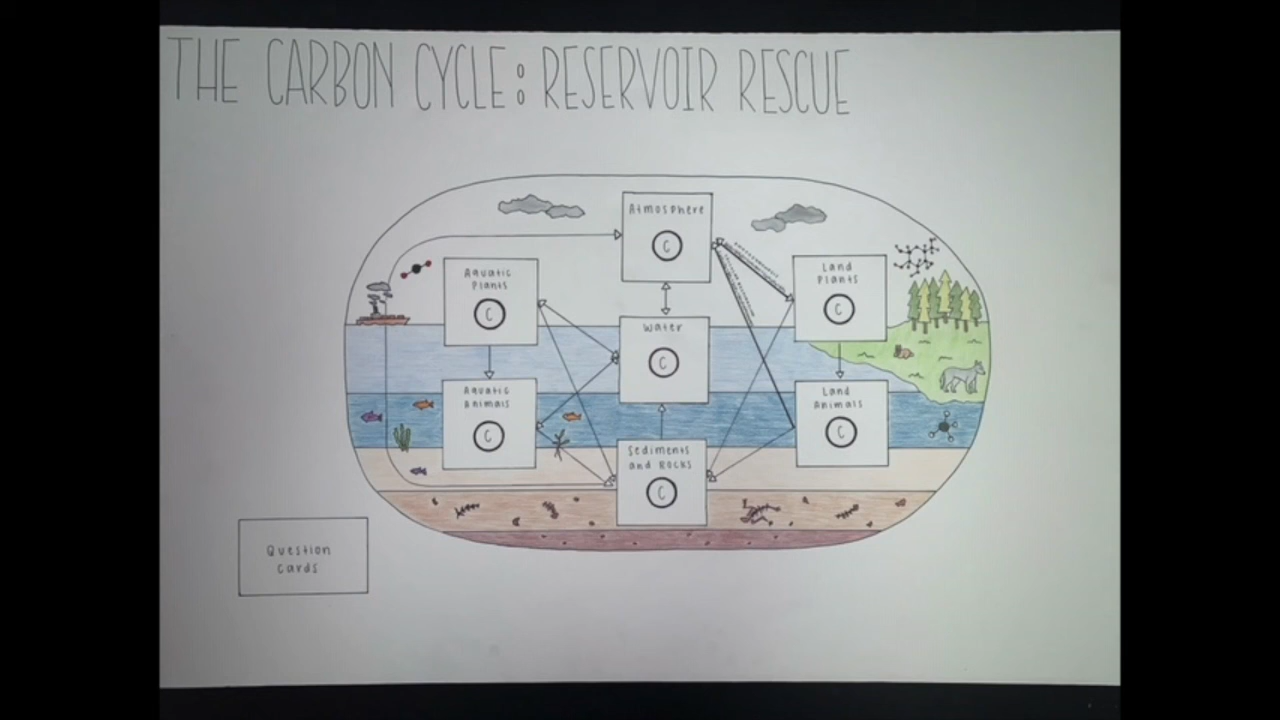 THE CARBON CYCLE: RESERVOIR RESCUE
Atmosphere
C
Aquatic
Plants
C
Land
Plants
C
Water
C
Aquatic
Animals
C
Land
Animals
C
Sediments
and Rocks
C
Question
Cards